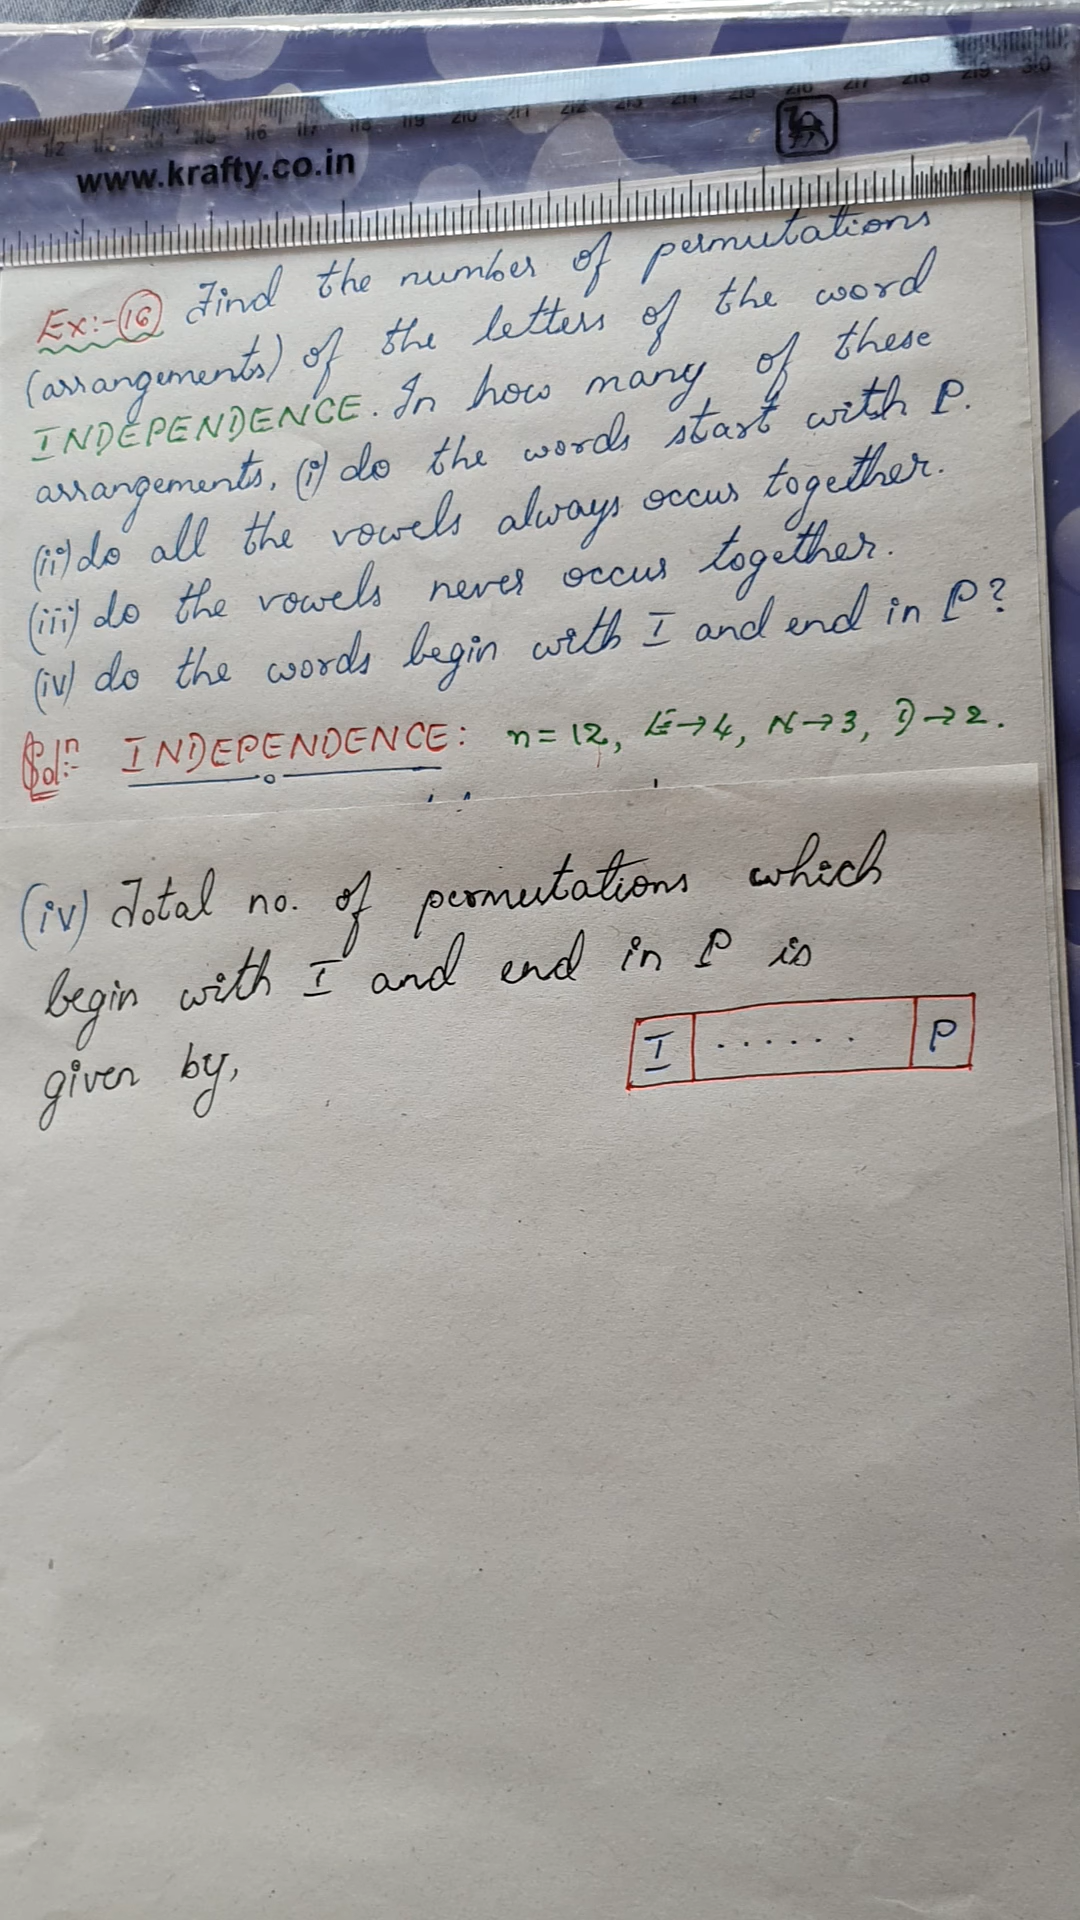 www.krafty.co.in
Ex:-16 Find the number of permutations
(arrangements) of the letters of the word
INDEPENDENCE. In how many of these
arrangements, (i) do the words start with P.
(ii) do all the vowels always occur together.
(iii) do the vowels never occur together.
(iv) do the words begin with I and end in P?
Solⁿ:- INDEPENDENCE: n=12, E→4, N→3, D→2.
(iv) Total no. of permutations which
begin with I and end in P is
given by,
I ...... P